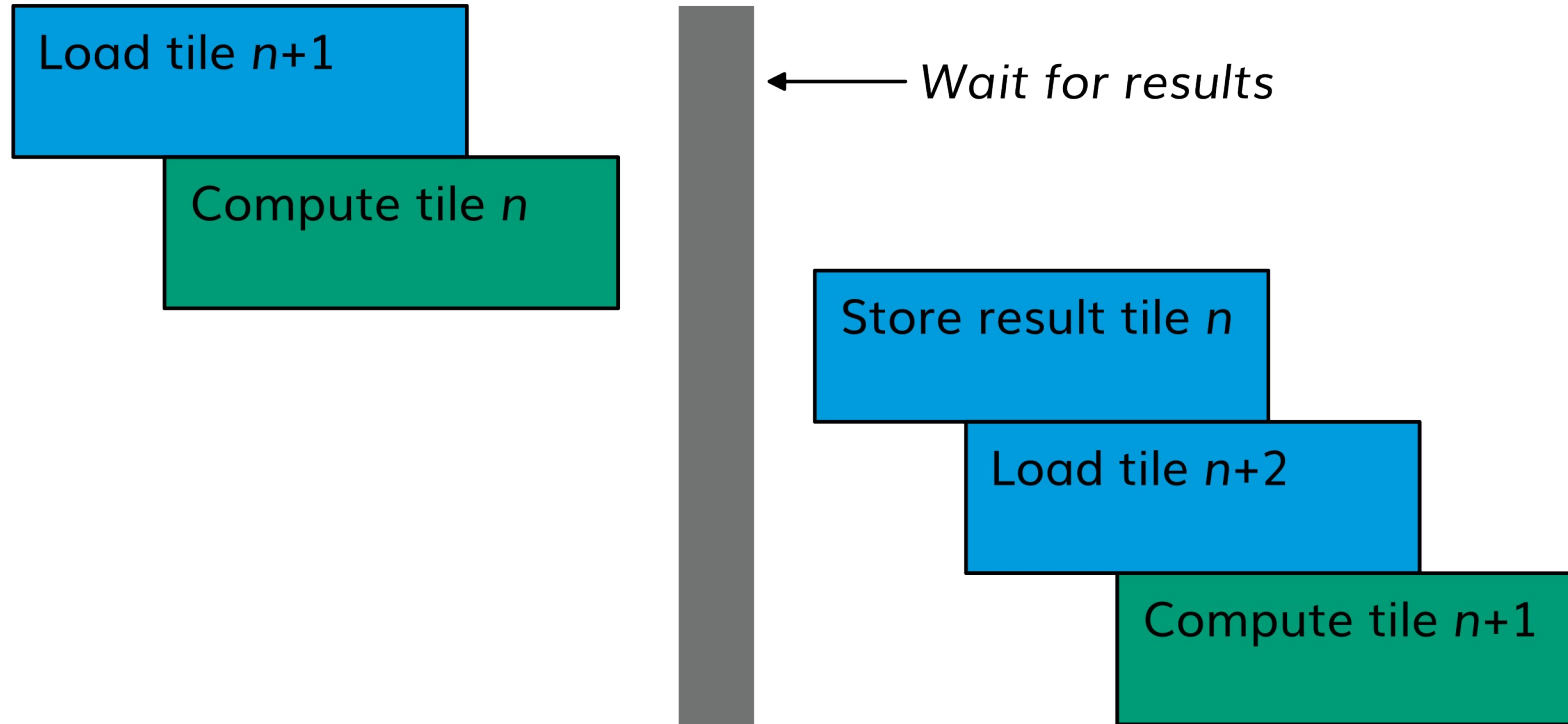 Load tile n+1
Wait for results
Compute tile n
Store result tile n
Load tile n+2
Compute tile n+1